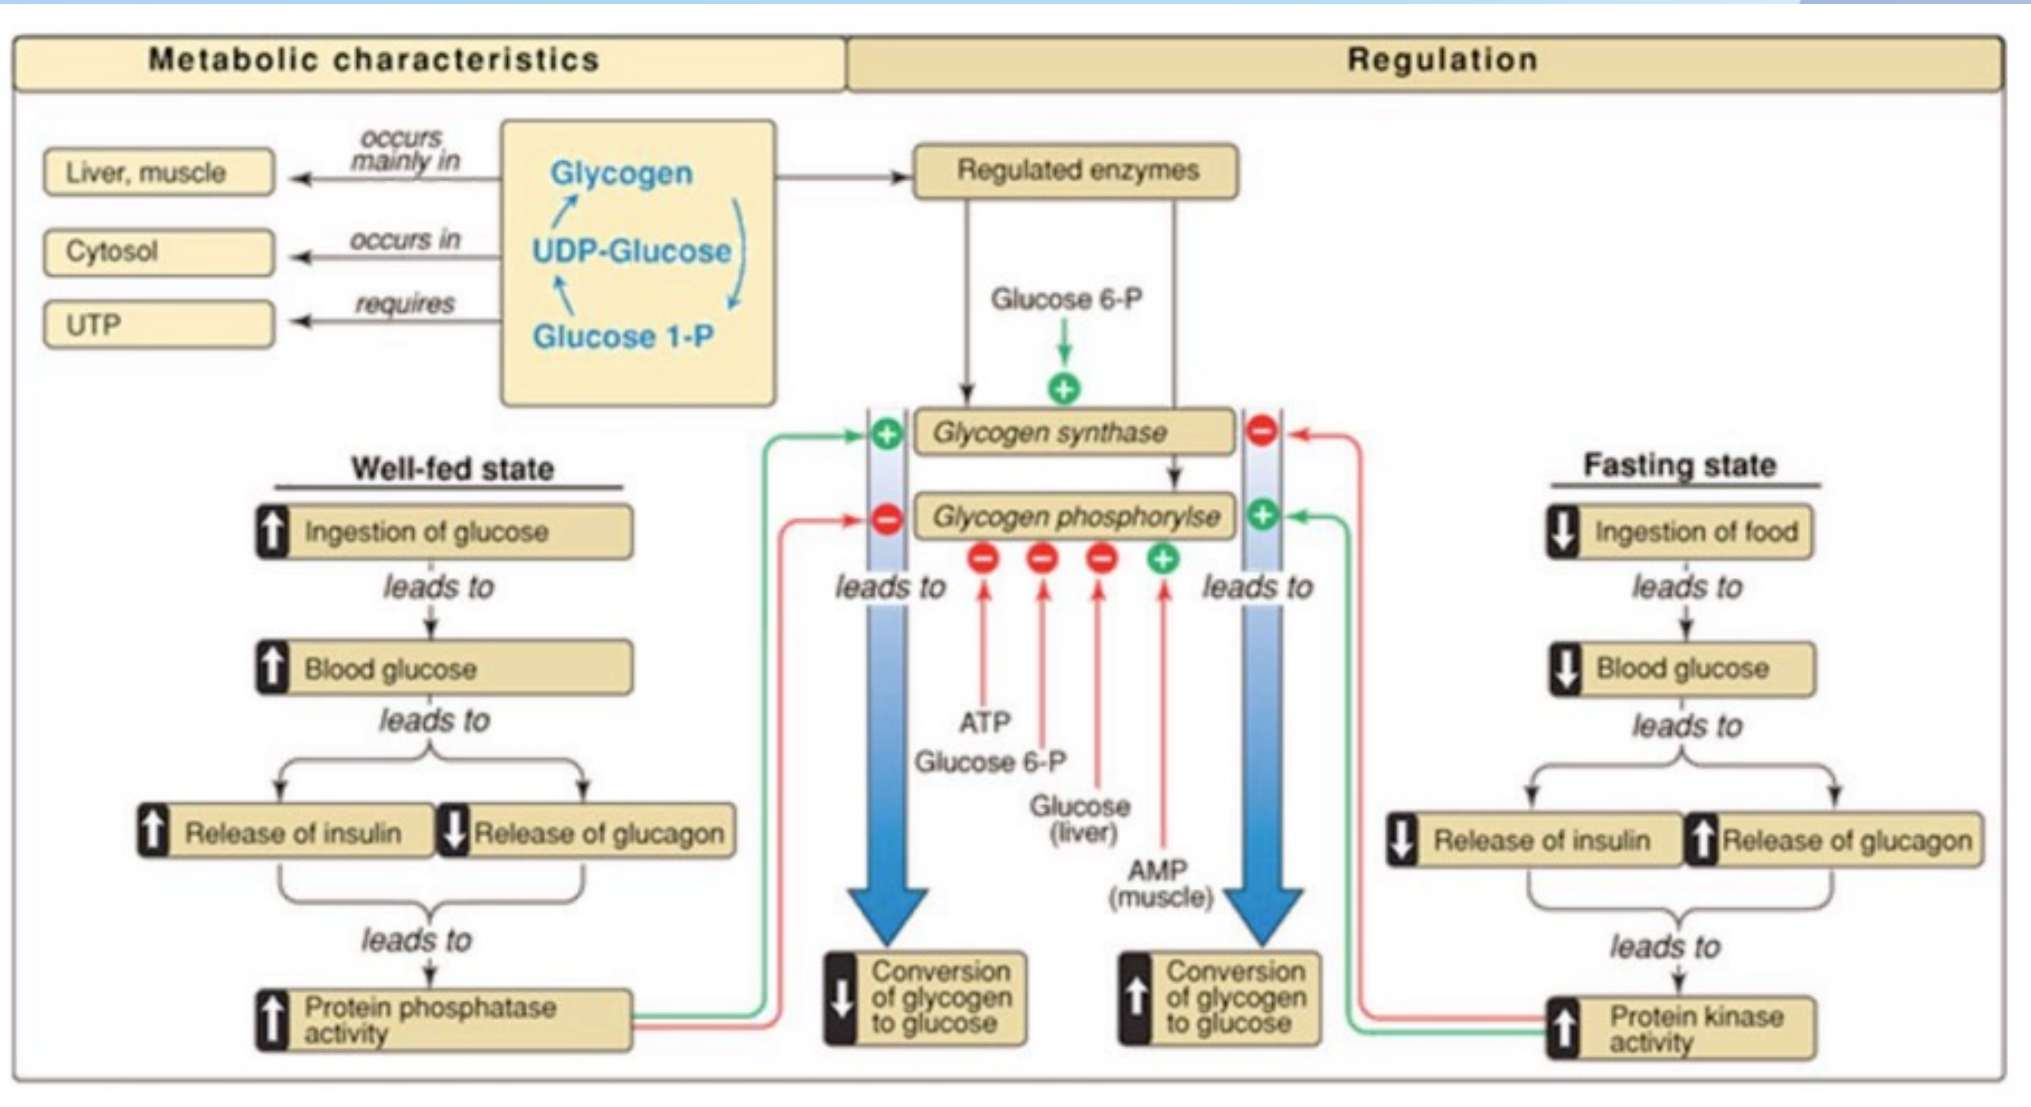 Metabolic characteristics
Regulation
Liver, muscle
occurs
mainly in
Cytosol
occurs in
UTP
requires
Glycogen
UDP-Glucose
Glucose 1-P
Regulated enzymes
Glucose 6-P
+
+
Glycogen synthase
−
−
Glycogen phosphorylse
+
−
−
−
+
leads to
leads to
ATP
Glucose 6-P
Glucose
(liver)
AMP
(muscle)
Conversion
of glycogen
to glucose
Conversion
of glycogen
to glucose
Well-fed state
Ingestion of glucose
leads to
Blood glucose
leads to
Release of insulin
Release of glucagon
leads to
Protein phosphatase
activity
Fasting state
Ingestion of food
leads to
Blood glucose
leads to
Release of insulin
Release of glucagon
leads to
Protein kinase
activity